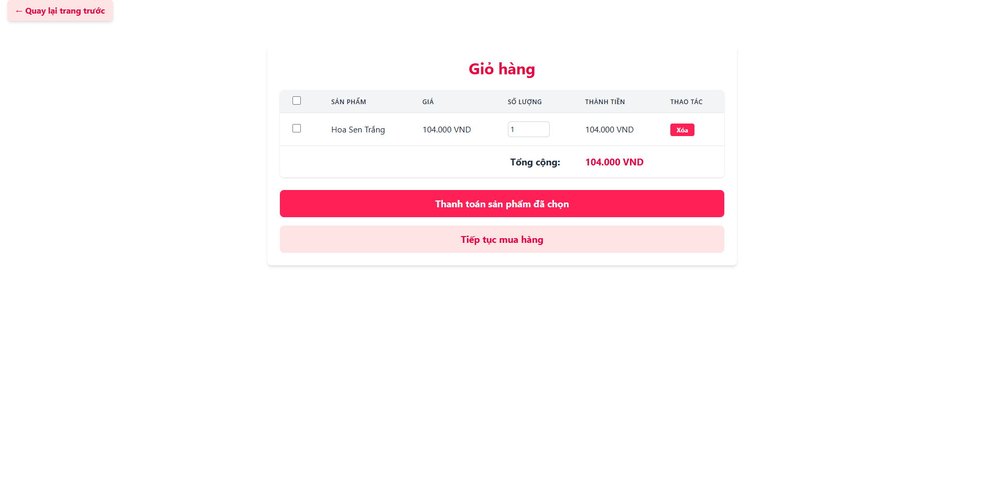 ← Quay lại trang trước
Giỏ hàng
SẢN PHẨM GIÁ SỐ LƯỢNG THÀNH TIỀN THAO TÁC
Hoa Sen Trắng 104.000 VND 1 104.000 VND Xóa
Tổng cộng: 104.000 VND
Thanh toán sản phẩm đã chọn
Tiếp tục mua hàng